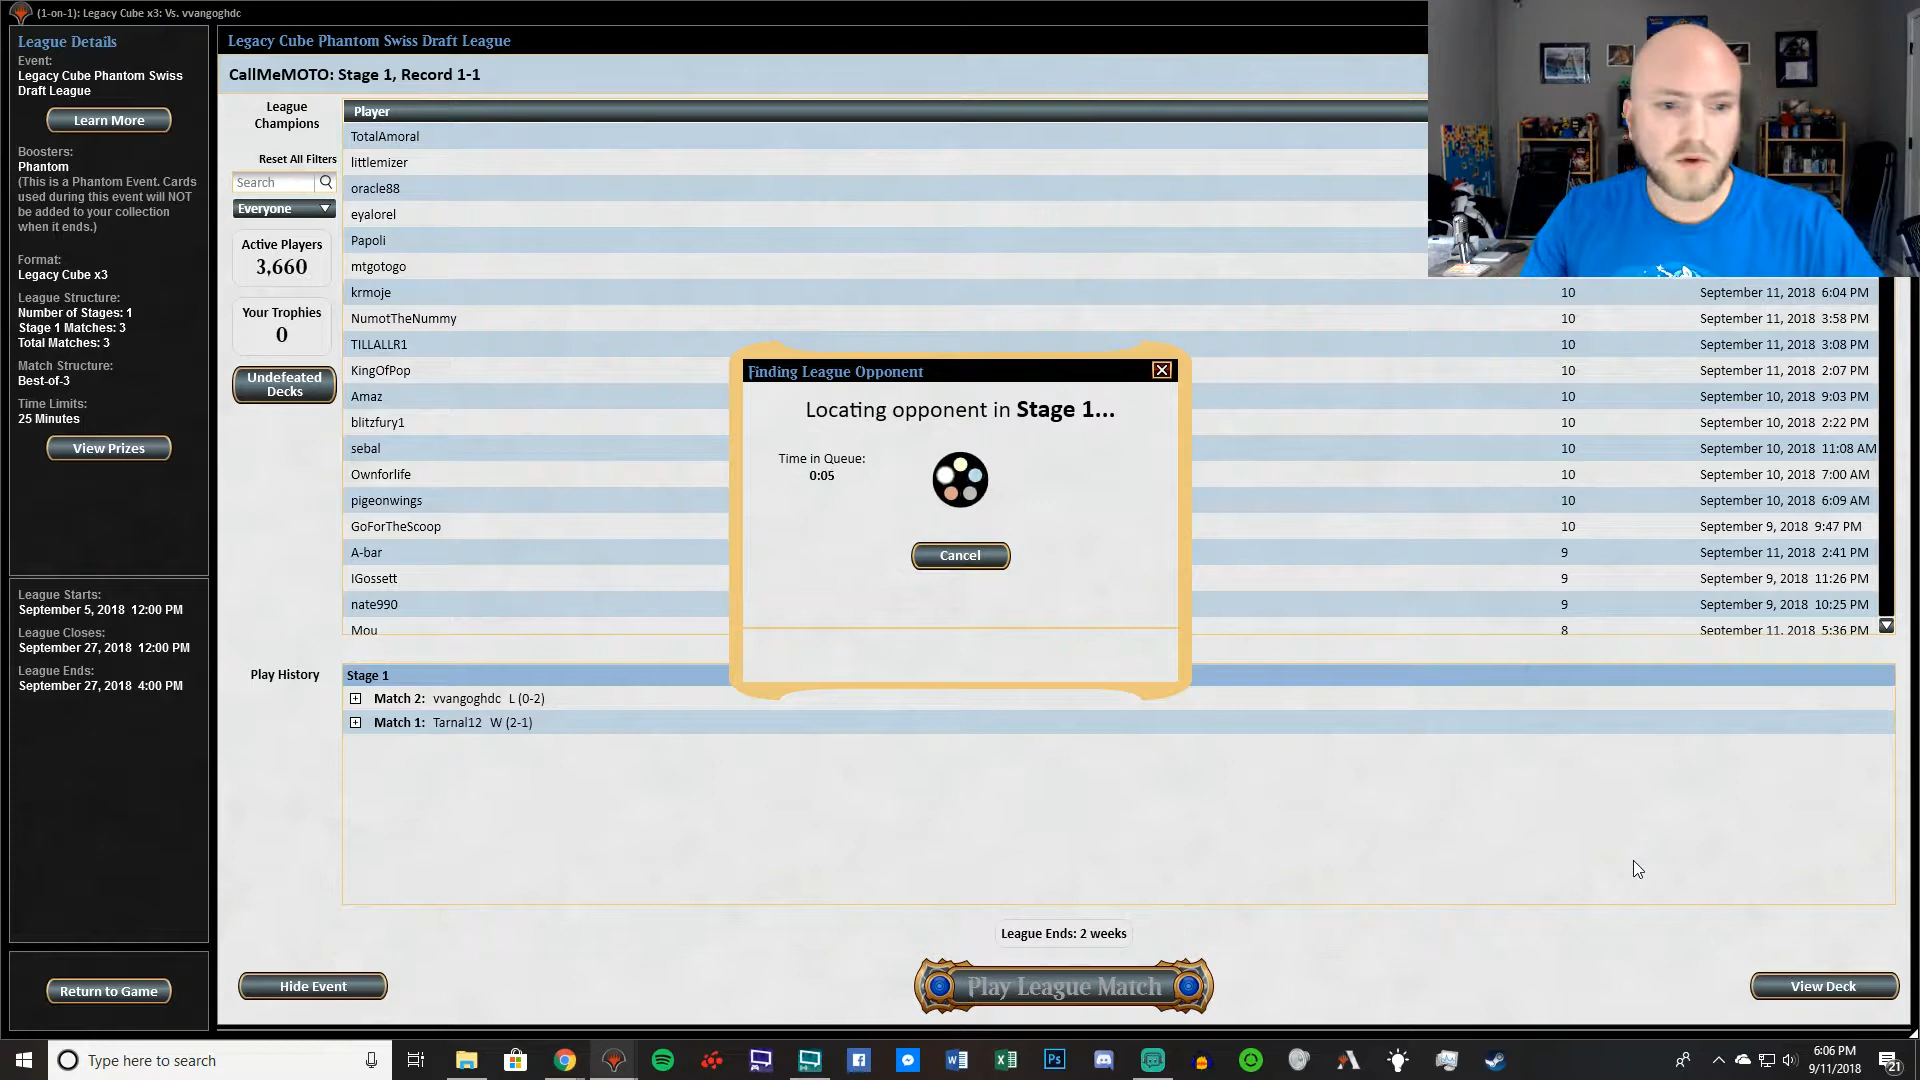 (1-on-1): Legacy Cube x3: Vs. vvangoghdc
League Details
Event:
Legacy Cube Phantom Swiss
Draft League
Learn More
Boosters:
Phantom
(This is a Phantom Event. Cards
used during this event will NOT
be added to your collection
when it ends.)
Format:
Legacy Cube x3
League Structure:
Number of Stages: 1
Stage 1 Matches: 3
Total Matches: 3
Match Structure:
Best-of-3
Time Limits:
25 Minutes
View Prizes
League Starts:
September 5, 2018 12:00 PM
League Closes:
September 27, 2018 12:00 PM
League Ends:
September 27, 2018 4:00 PM
Return to Game
Legacy Cube Phantom Swiss Draft League
CallMeMOTO: Stage 1, Record 1-1
League
Champions
Reset All Filters
Search
Everyone
Active Players
3,660
Your Trophies
0
Undefeated
Decks
Player
TotalAmoral
littlemizer
oracle88
eyalorel
Papoli
mtgotogo
krmoje 10 September 11, 2018 6:04 PM
NumotTheNummy 10 September 11, 2018 3:58 PM
TILLALLR1 10 September 11, 2018 3:08 PM
KingOfPop 10 September 11, 2018 2:07 PM
Amaz 10 September 10, 2018 9:03 PM
blitzfury1 10 September 10, 2018 2:22 PM
sebal 10 September 10, 2018 11:08 AM
Ownforlife 10 September 10, 2018 7:00 AM
pigeonwings 10 September 10, 2018 6:09 AM
GoForTheScoop 10 September 9, 2018 9:47 PM
A-bar 9 September 11, 2018 2:41 PM
IGossett 9 September 9, 2018 11:26 PM
nate990 9 September 9, 2018 10:25 PM
Mou 8 September 11, 2018 5:36 PM
Finding League Opponent
Locating opponent in Stage 1...
Time in Queue:
0:05
Cancel
Play History
Stage 1
Match 2: vvangoghdc L (0-2)
Match 1: Tarnal12 W (2-1)
League Ends: 2 weeks
Hide Event
Play League Match
View Deck
Type here to search
6:06 PM
9/11/2018
21